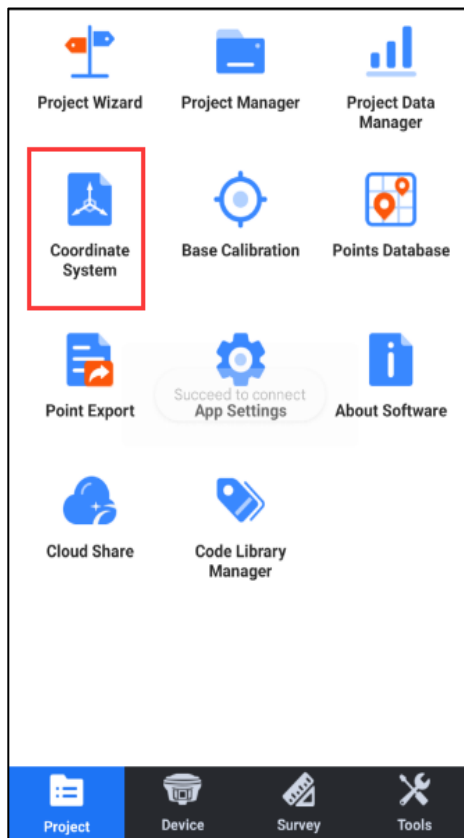 Project Wizard
Project Manager
Project Data
Manager
Coordinate
System
Base Calibration
Points Database
Point Export
Succeed to connect
App Settings
About Software
Cloud Share
Code Library
Manager
Project
Device
Survey
Tools